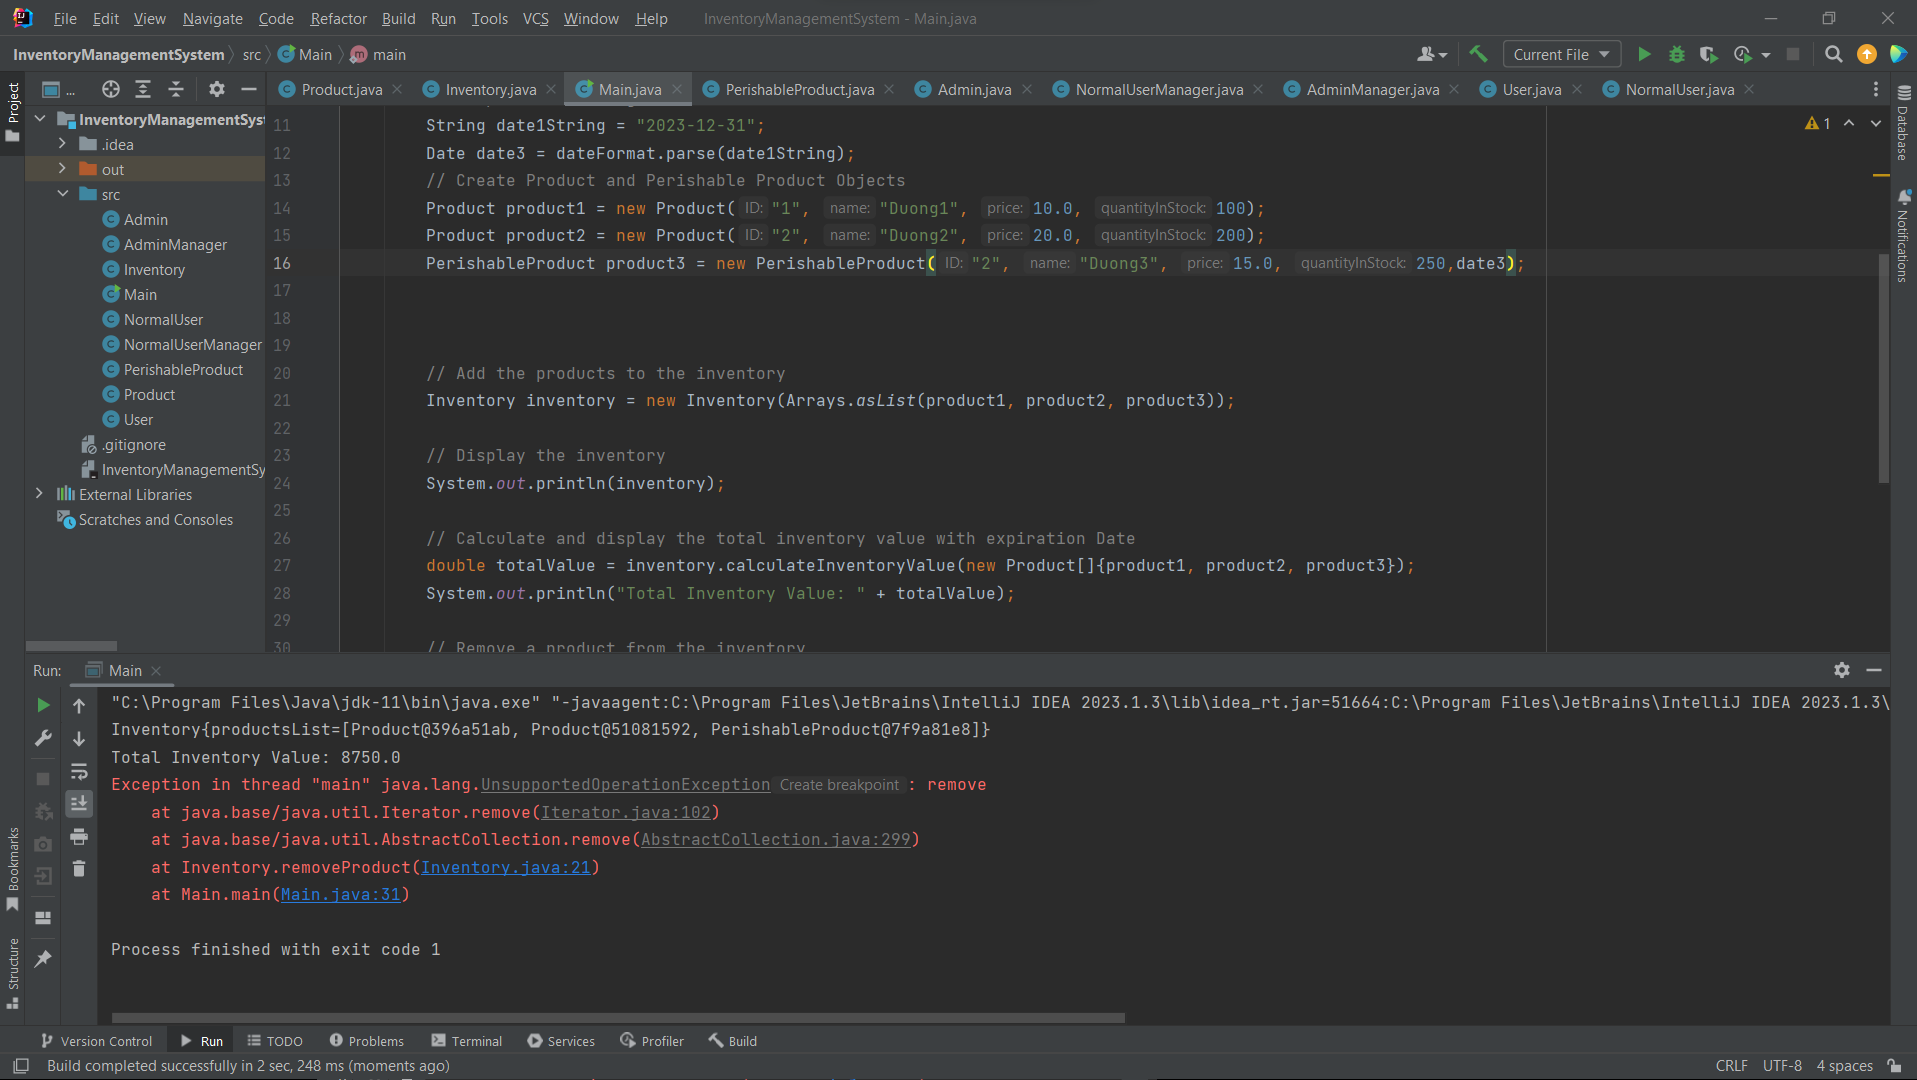 File Edit View Navigate Code Refactor Build Run Tools VCS Window Help InventoryManagementSystem - Main.java
InventoryManagementSystem src Main main
Current File
Project
...
Product.java Inventory.java Main.java PerishableProduct.java Admin.java NormalUserManager.java AdminManager.java User.java NormalUser.java
InventoryManagementSyst
.idea
out
src
Admin
AdminManager
Inventory
Main
NormalUser
NormalUserManager
PerishableProduct
Product
User
.gitignore
InventoryManagementSy
External Libraries
Scratches and Consoles
11 String date1String = "2023-12-31";
12 Date date3 = dateFormat.parse(date1String);
13 // Create Product and Perishable Product Objects
14 Product product1 = new Product( ID: "1", name: "Duong1", price: 10.0, quantityInStock: 100);
15 Product product2 = new Product( ID: "2", name: "Duong2", price: 20.0, quantityInStock: 200);
16 PerishableProduct product3 = new PerishableProduct( ID: "2", name: "Duong3", price: 15.0, quantityInStock: 250,date3);
17
18
19
20 // Add the products to the inventory
21 Inventory inventory = new Inventory(Arrays.asList(product1, product2, product3));
22
23 // Display the inventory
24 System.out.println(inventory);
25
26 // Calculate and display the total inventory value with expiration Date
27 double totalValue = inventory.calculateInventoryValue(new Product[]{product1, product2, product3});
28 System.out.println("Total Inventory Value: " + totalValue);
29
30 // Remove a product from the inventory
1
Database
Notifications
Run: Main
"C:\Program Files\Java\jdk-11\bin\java.exe" "-javaagent:C:\Program Files\JetBrains\IntelliJ IDEA 2023.1.3\lib\idea_rt.jar=51664:C:\Program Files\JetBrains\IntelliJ IDEA 2023.1.3\
Inventory{productsList=[Product@396a51ab, Product@51081592, PerishableProduct@7f9a81e8]}
Total Inventory Value: 8750.0
Exception in thread "main" java.lang.UnsupportedOperationException Create breakpoint : remove
at java.base/java.util.Iterator.remove(Iterator.java:102)
at java.base/java.util.AbstractCollection.remove(AbstractCollection.java:299)
at Inventory.removeProduct(Inventory.java:21)
at Main.main(Main.java:31)
Process finished with exit code 1
Bookmarks
Structure
Version Control Run TODO Problems Terminal Services Profiler Build
Build completed successfully in 2 sec, 248 ms (moments ago) CRLF UTF-8 4 spaces